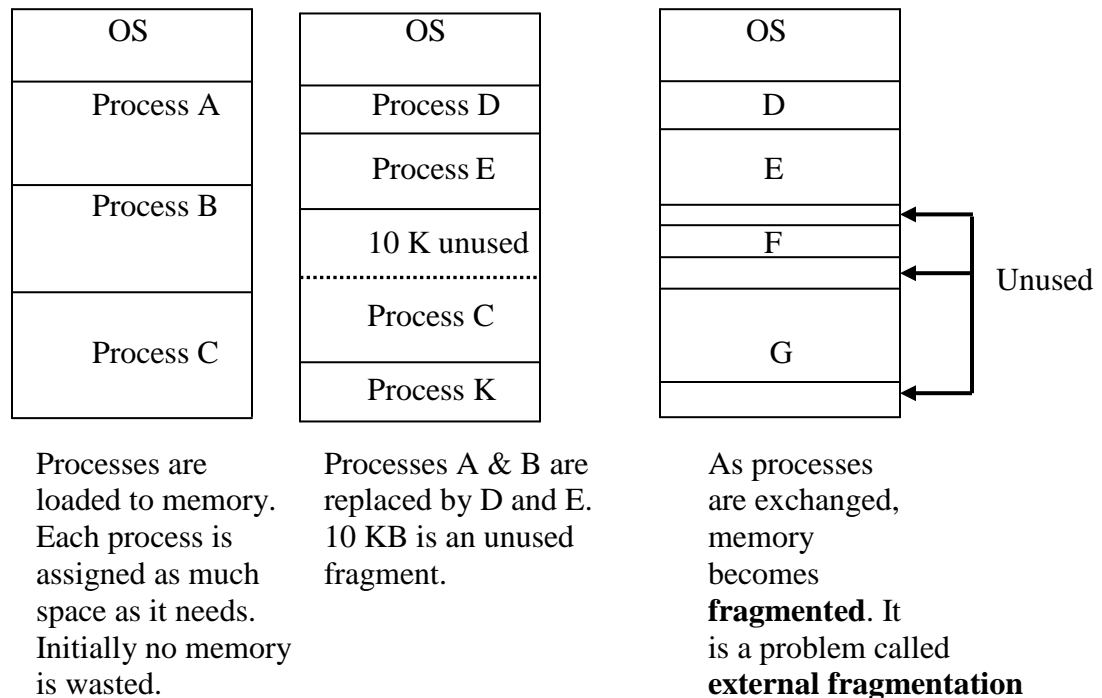 OS
Process A
Process B
Process C
OS
Process D
Process E
10 K unused
Process C
Process K
OS
D
E
F
G
Unused
Processes are
loaded to memory.
Each process is
assigned as much
space as it needs.
Initially no memory
is wasted.
Processes A & B are
replaced by D and E.
10 KB is an unused
fragment.
As processes
are exchanged,
memory
becomes
fragmented. It
is a problem called
external fragmentation